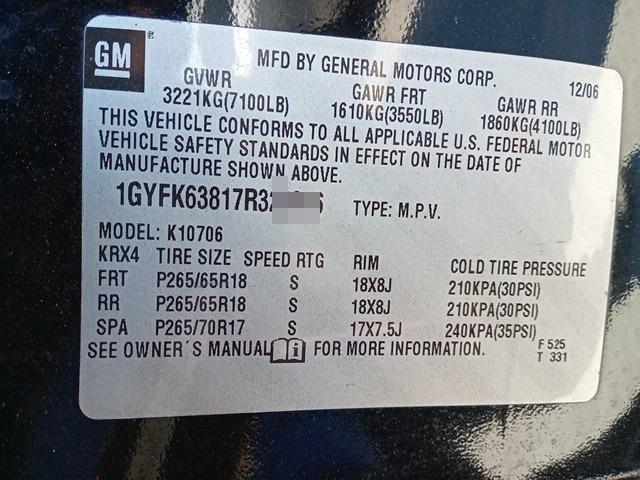 GM
MFD BY GENERAL MOTORS CORP. 12/06
GVWR GAWR FRT GAWR RR
3221KG(7100LB) 1610KG(3550LB) 1860KG(4100LB)
THIS VEHICLE CONFORMS TO ALL APPLICABLE U.S. FEDERAL MOTOR
VEHICLE SAFETY STANDARDS IN EFFECT ON THE DATE OF
MANUFACTURE SHOWN ABOVE.
1GYFK63817R32 TYPE: M.P.V.
MODEL: K10706
KRX4 TIRE SIZE SPEED RTG RIM COLD TIRE PRESSURE
FRT P265/65R18 S 18X8J 210KPA(30PSI)
RR P265/65R18 S 18X8J 210KPA(30PSI)
SPA P265/70R17 S 17X7.5J 240KPA(35PSI)
SEE OWNER´S MANUAL FOR MORE INFORMATION. F 525
T 331